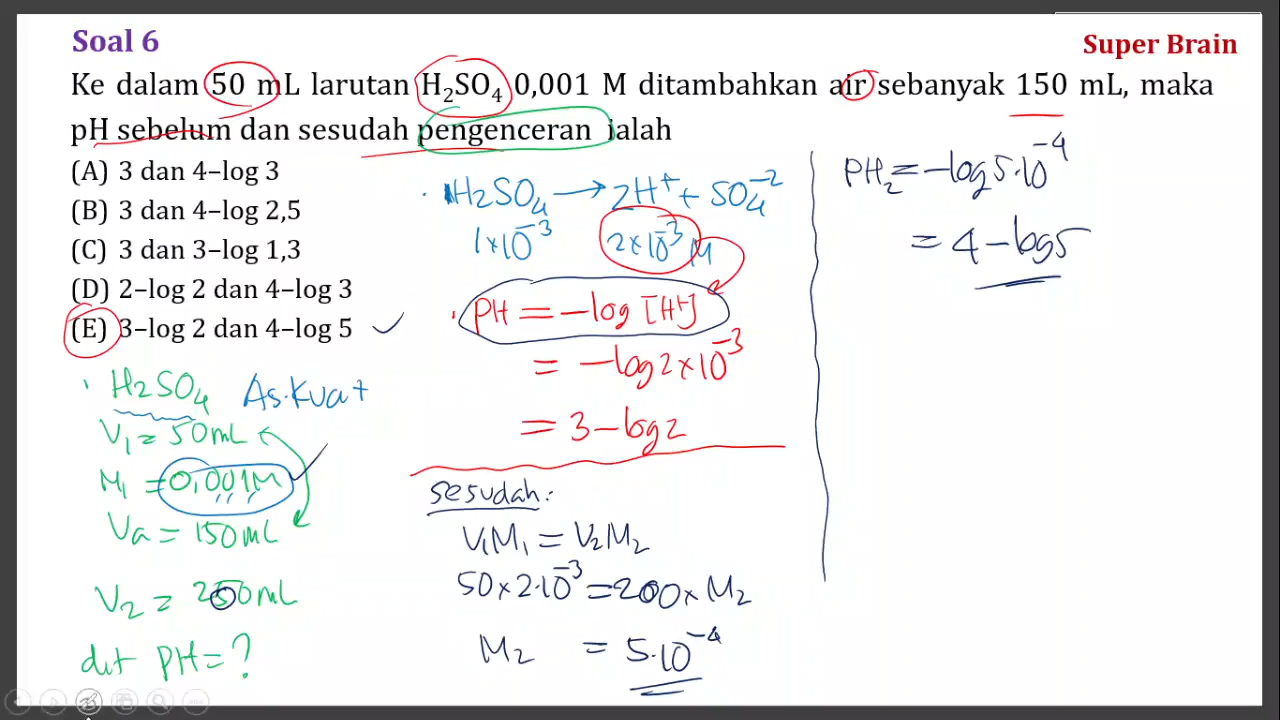 Soal 6
Super Brain
Ke dalam 50 mL larutan H₂SO₄ 0,001 M ditambahkan air sebanyak 150 mL, maka
pH sebelum dan sesudah pengenceran ialah
(A) 3 dan 4–log 3
(B) 3 dan 4–log 2,5
(C) 3 dan 3–log 1,3
(D) 2–log 2 dan 4–log 3
(E) 3–log 2 dan 4–log 5
H₂SO₄ As.Kuat
V₁ = 50mL
M₁ = 0,001M
Va = 150mL
V₂ = 200mL
dit PH = ?
H₂SO₄ → 2H⁺ + SO₄⁻²
1×10⁻³ 2×10⁻³ M
PH = –log [H⁺]
= –log 2×10⁻³
= 3 – log 2
sesudah:
V₁M₁ = V₂M₂
50 × 2·10⁻³ = 200 × M₂
M₂ = 5·10⁻⁴
PH₂ = –log 5·10⁻⁴
= 4 – log 5